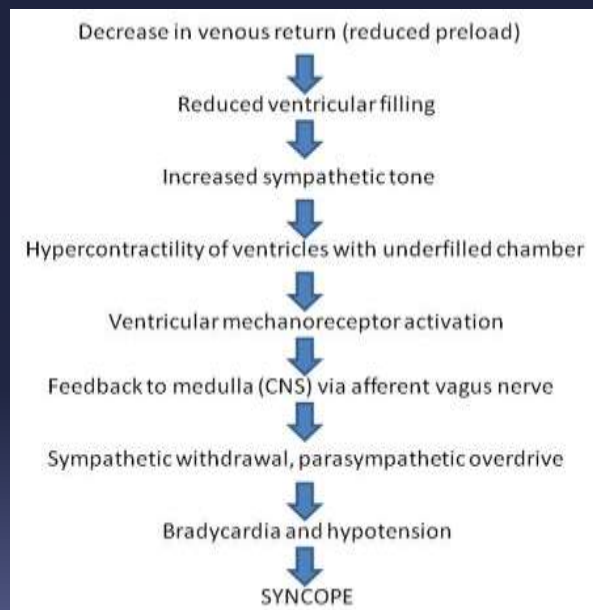 Decrease in venous return (reduced preload)
Reduced ventricular filling
Increased sympathetic tone
Hypercontractility of ventricles with underfilled chamber
Ventricular mechanoreceptor activation
Feedback to medulla (CNS) via afferent vagus nerve
Sympathetic withdrawal, parasympathetic overdrive
Bradycardia and hypotension
SYNCOPE